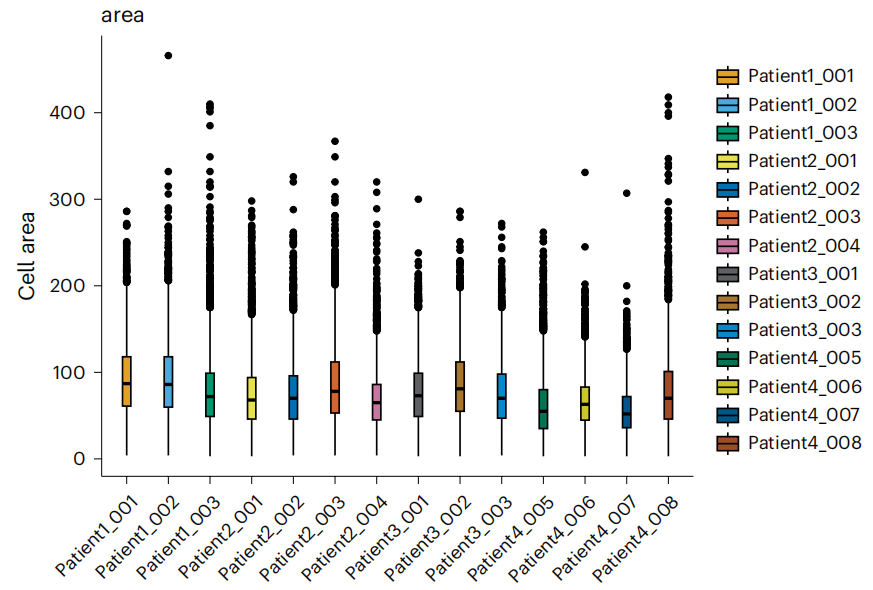 area
Cell area
400
300
200
100
0
Patient1_001
Patient1_002
Patient1_003
Patient2_001
Patient2_002
Patient2_003
Patient2_004
Patient3_001
Patient3_002
Patient3_003
Patient4_005
Patient4_006
Patient4_007
Patient4_008
Patient1_001
Patient1_002
Patient1_003
Patient2_001
Patient2_002
Patient2_003
Patient2_004
Patient3_001
Patient3_002
Patient3_003
Patient4_005
Patient4_006
Patient4_007
Patient4_008